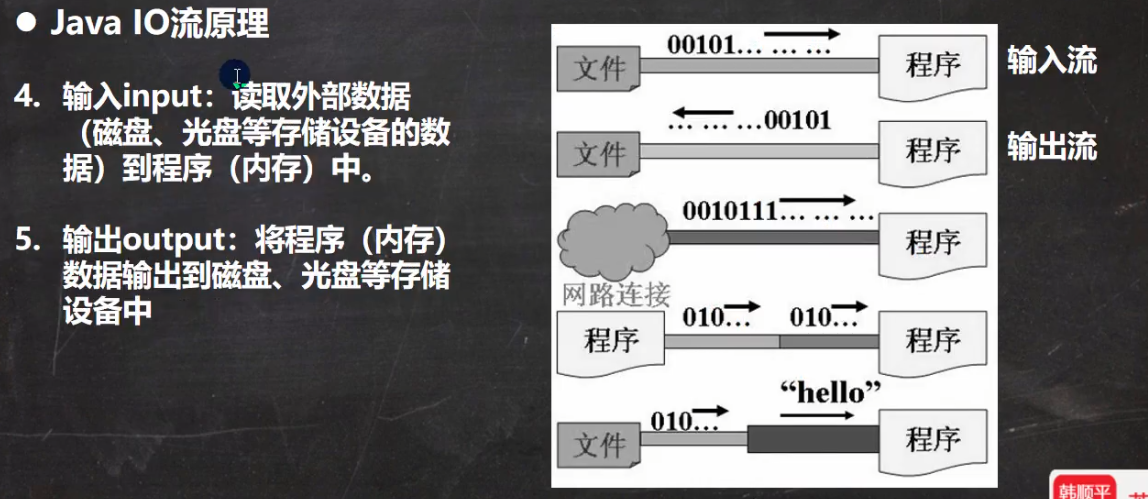 ● Java IO流原理
4. 输入input：读取外部数据
（磁盘、光盘等存储设备的数
据）到程序（内存）中。
5. 输出output：将程序（内存）
数据输出到磁盘、光盘等存储
设备中
00101... ... ...
文件
程序
输入流
... ... ...00101
文件
程序
输出流
0010111... ... ...
程序
网路连接
010... 010...
程序
程序
“hello”
010...
文件
程序
韩顺平